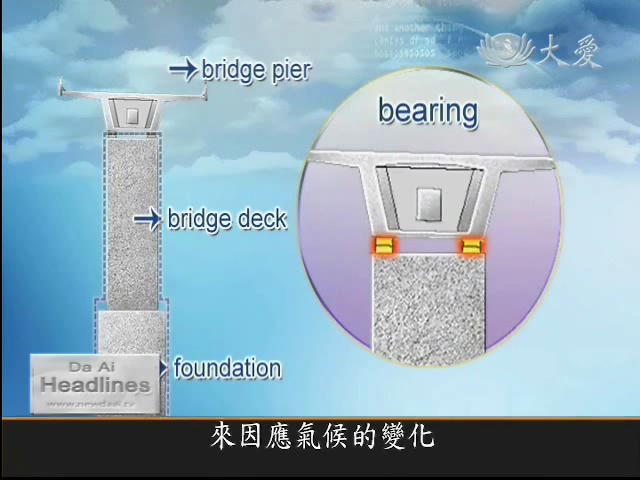 大愛
bridge pier
bearing
bridge deck
foundation
Da Ai
Headlines
來因應氣候的變化